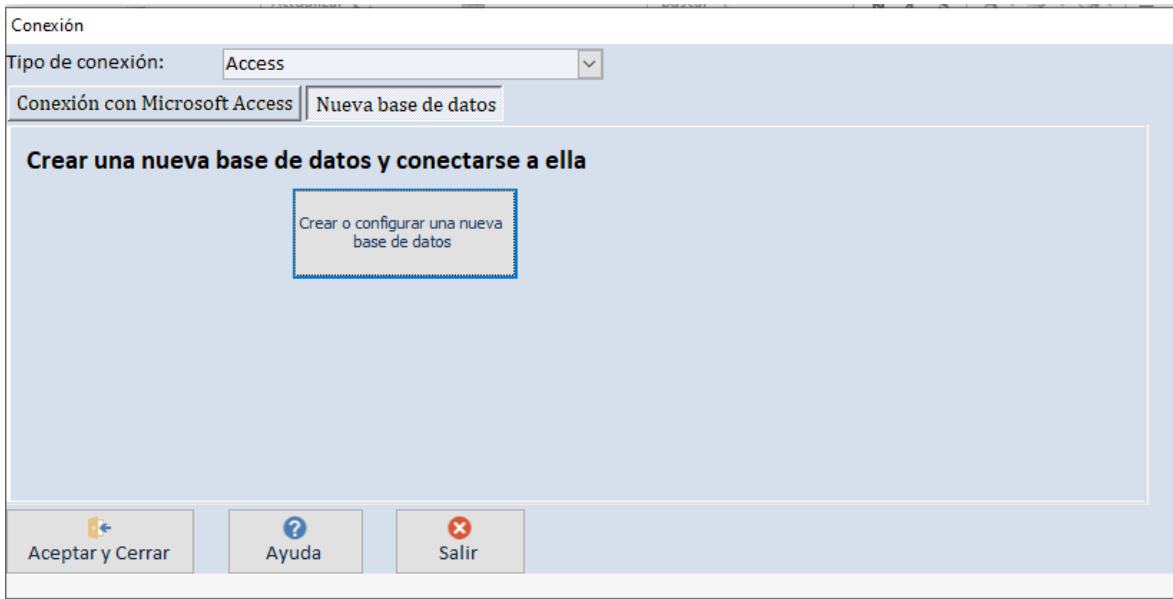 Conexión
Tipo de conexión: Access
Conexión con Microsoft Access Nueva base de datos
Crear una nueva base de datos y conectarse a ella
Crear o configurar una nueva
base de datos
Aceptar y Cerrar Ayuda Salir